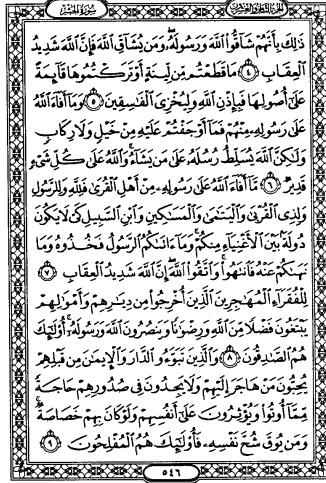 الجزء الثامن والعشرون سورة الحشر
ذَٰلِكَ بِأَنَّهُمْ شَاقُّوا۟ ٱللَّهَ وَرَسُولَهُۥ ۖ وَمَن يُشَآقِّ ٱللَّهَ فَإِنَّ ٱللَّهَ شَدِيدُ
ٱلْعِقَابِ ٤ مَا قَطَعْتُم مِّن لِّينَةٍ أَوْ تَرَكْتُمُوهَا قَآئِمَةً
عَلَىٰٓ أُصُولِهَا فَبِإِذْنِ ٱللَّهِ وَلِيُخْزِىَ ٱلْفَـٰسِقِينَ ٥ وَمَآ أَفَآءَ ٱللَّهُ
عَلَىٰ رَسُولِهِۦ مِنْهُمْ فَمَآ أَوْجَفْتُمْ عَلَيْهِ مِنْ خَيْلٍ وَلَا رِكَابٍ
وَلَـٰكِنَّ ٱللَّهَ يُسَلِّطُ رُسُلَهُۥ عَلَىٰ مَن يَشَآءُ ۚ وَٱللَّهُ عَلَىٰ كُلِّ شَىْءٍ
قَدِيرٌ ٦ مَّآ أَفَآءَ ٱللَّهُ عَلَىٰ رَسُولِهِۦ مِنْ أَهْلِ ٱلْقُرَىٰ فَلِلَّهِ وَلِلرَّسُولِ
وَلِذِى ٱلْقُرْبَىٰ وَٱلْيَتَـٰمَىٰ وَٱلْمَسَـٰكِينِ وَٱبْنِ ٱلسَّبِيلِ كَىْ لَا يَكُونَ
دُولَةًۢ بَيْنَ ٱلْأَغْنِيَآءِ مِنكُمْ ۚ وَمَآ ءَاتَىٰكُمُ ٱلرَّسُولُ فَخُذُوهُ وَمَا
نَهَىٰكُمْ عَنْهُ فَٱنتَهُوا۟ ۚ وَٱتَّقُوا۟ ٱللَّهَ ۖ إِنَّ ٱللَّهَ شَدِيدُ ٱلْعِقَابِ ٧
لِلْفُقَرَآءِ ٱلْمُهَـٰجِرِينَ ٱلَّذِينَ أُخْرِجُوا۟ مِن دِيَـٰرِهِمْ وَأَمْوَٰلِهِمْ
يَبْتَغُونَ فَضْلًا مِّنَ ٱللَّهِ وَرِضْوَٰنًا وَيَنصُرُونَ ٱللَّهَ وَرَسُولَهُۥٓ ۚ أُو۟لَـٰٓئِكَ
هُمُ ٱلصَّـٰدِقُونَ ٨ وَٱلَّذِينَ تَبَوَّءُو ٱلدَّارَ وَٱلْإِيمَـٰنَ مِن قَبْلِهِمْ
يُحِبُّونَ مَنْ هَاجَرَ إِلَيْهِمْ وَلَا يَجِدُونَ فِى صُدُورِهِمْ حَاجَةً
مِّمَّآ أُوتُوا۟ وَيُؤْثِرُونَ عَلَىٰٓ أَنفُسِهِمْ وَلَوْ كَانَ بِهِمْ خَصَاصَةٌ ۚ
وَمَن يُوقَ شُحَّ نَفْسِهِۦ فَأُو۟لَـٰٓئِكَ هُمُ ٱلْمُفْلِحُونَ ٩
٥٤٦